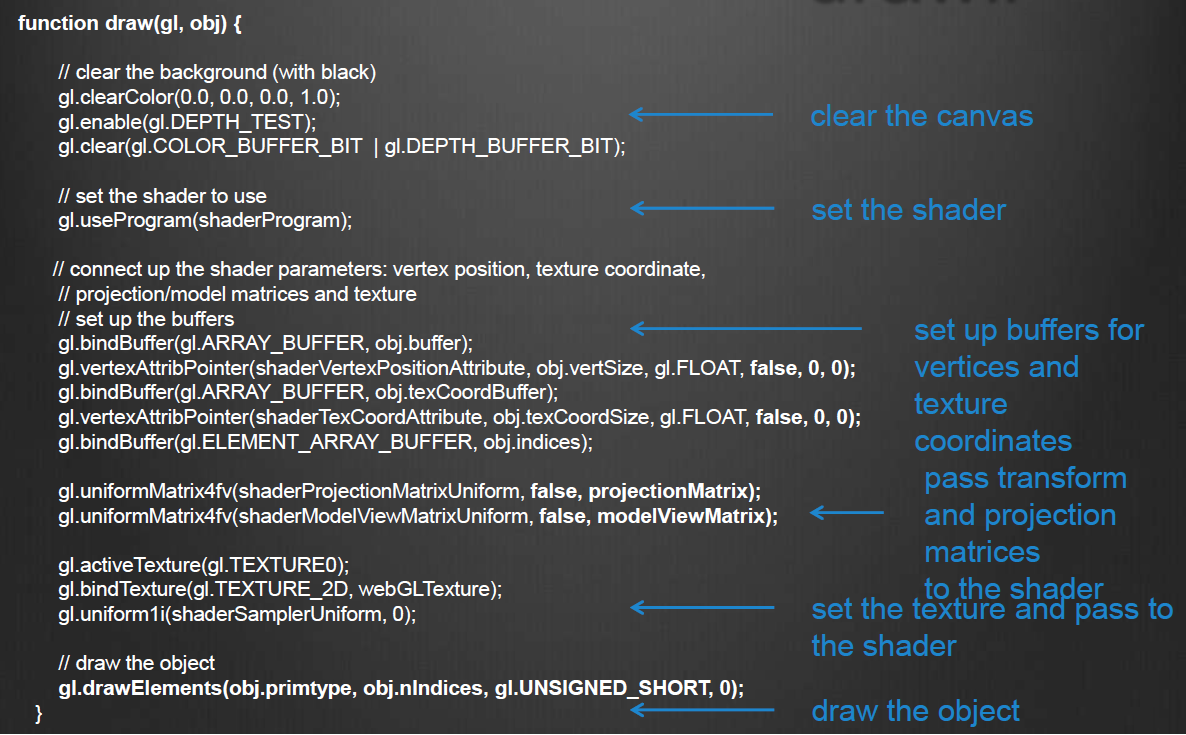 function draw(gl, obj) {
// clear the background (with black)
gl.clearColor(0.0, 0.0, 0.0, 1.0);
gl.enable(gl.DEPTH_TEST);
clear the canvas
gl.clear(gl.COLOR_BUFFER_BIT | gl.DEPTH_BUFFER_BIT);
// set the shader to use
gl.useProgram(shaderProgram);
set the shader
// connect up the shader parameters: vertex position, texture coordinate,
// projection/model matrices and texture
// set up the buffers
gl.bindBuffer(gl.ARRAY_BUFFER, obj.buffer);
gl.vertexAttribPointer(shaderVertexPositionAttribute, obj.vertSize, gl.FLOAT, false, 0, 0);
gl.bindBuffer(gl.ARRAY_BUFFER, obj.texCoordBuffer);
gl.vertexAttribPointer(shaderTexCoordAttribute, obj.texCoordSize, gl.FLOAT, false, 0, 0);
gl.bindBuffer(gl.ELEMENT_ARRAY_BUFFER, obj.indices);
set up buffers for
vertices and
texture
coordinates
gl.uniformMatrix4fv(shaderProjectionMatrixUniform, false, projectionMatrix);
gl.uniformMatrix4fv(shaderModelViewMatrixUniform, false, modelViewMatrix);
pass transform
and projection
matrices
to the shader
gl.activeTexture(gl.TEXTURE0);
gl.bindTexture(gl.TEXTURE_2D, webGLTexture);
gl.uniform1i(shaderSamplerUniform, 0);
set the texture and pass to
the shader
// draw the object
gl.drawElements(obj.primtype, obj.nIndices, gl.UNSIGNED_SHORT, 0);
}
draw the object